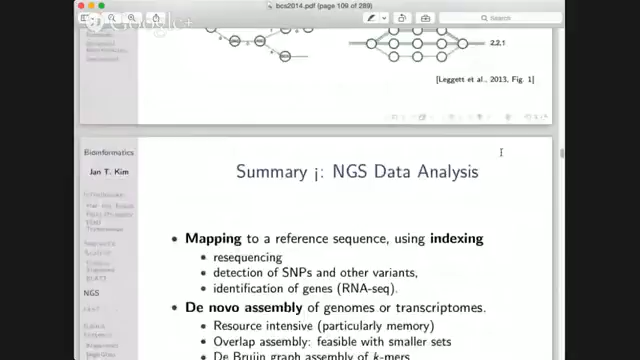 bcs2014.pdf (page 109 of 289)
Google+
Search
2,2,1
[Leggett et al., 2013, Fig. 1]
Bioinformatics
Jan T. Kim
NGS
Summary ¡: NGS Data Analysis
• Mapping to a reference sequence, using indexing
• resequencing
• detection of SNPs and other variants,
• identification of genes (RNA-seq).
• De novo assembly of genomes or transcriptomes.
• Resource intensive (particularly memory)
• Overlap assembly: feasible with smaller sets
• De Bruijn graph assembly of k-mers